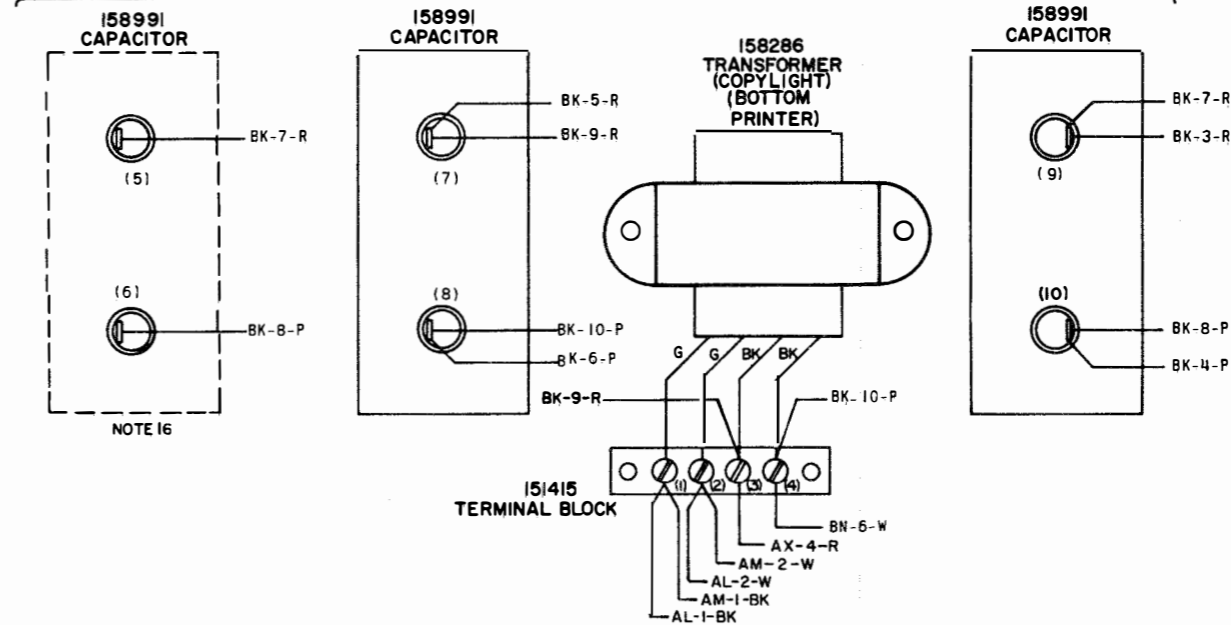 158991
CAPACITOR
BK-7-R
(5)
(6)
BK-8-P
NOTE 16
158991
CAPACITOR
BK-5-R
BK-9-R
(7)
(8)
BK-10-P
BK-6-P
158286
TRANSFORMER
(COPYLIGHT)
(BOTTOM
PRINTER)
G G BK BK
BK-9-R
BK-10-P
(1) (2) (3) (4)
151415
TERMINAL BLOCK
BN-6-W
AX-4-R
AM-2-W
AL-2-W
AM-1-BK
AL-1-BK
158991
CAPACITOR
BK-7-R
BK-3-R
(9)
(10)
BK-8-P
BK-4-P